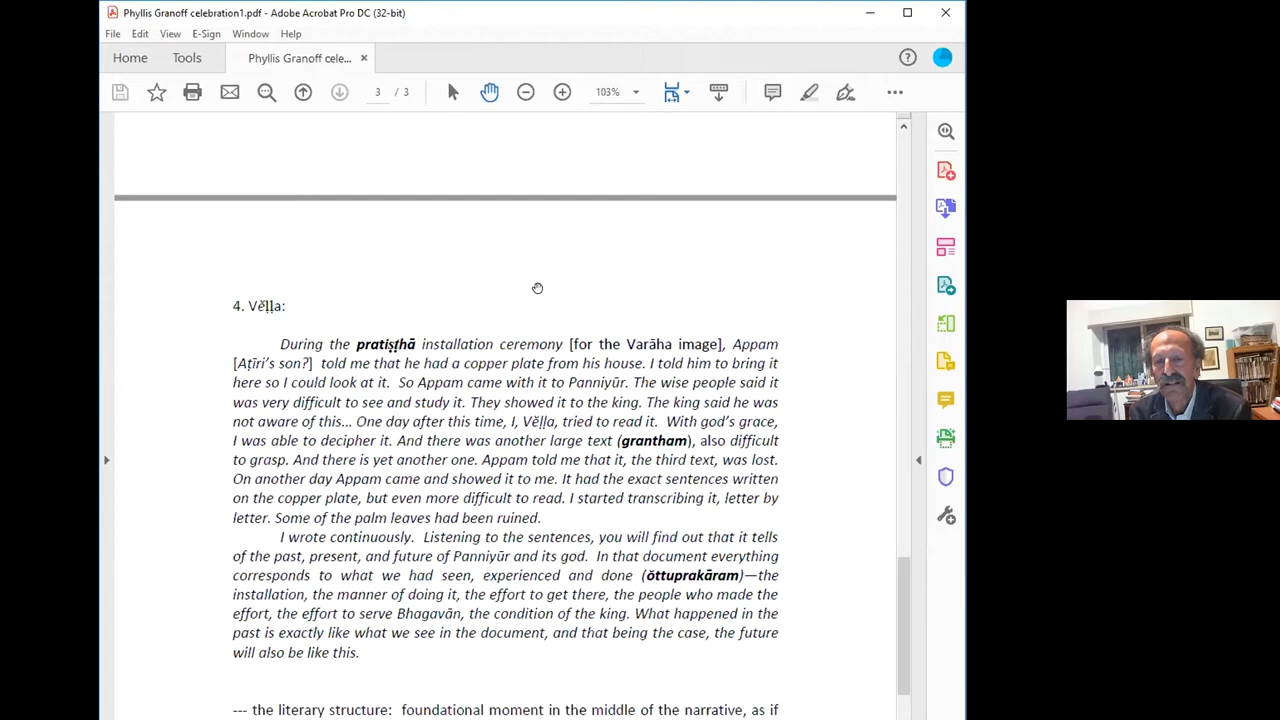 Phyllis Granoff celebration1.pdf - Adobe Acrobat Pro DC (32-bit)
File Edit View E-Sign Window Help
Home Tools Phyllis Granoff cele... ×
3 / 3 103%
4. Vĕḷḷa:
During the pratiṣṭhā installation ceremony [for the Varāha image], Appam
[Aṭīri's son?] told me that he had a copper plate from his house. I told him to bring it
here so I could look at it. So Appam came with it to Panniyūr. The wise people said it
was very difficult to see and study it. They showed it to the king. The king said he was
not aware of this... One day after this time, I, Vĕḷḷa, tried to read it. With god's grace,
I was able to decipher it. And there was another large text (grantham), also difficult
to grasp. And there is yet another one. Appam told me that it, the third text, was lost.
On another day Appam came and showed it to me. It had the exact sentences written
on the copper plate, but even more difficult to read. I started transcribing it, letter by
letter. Some of the palm leaves had been ruined.
I wrote continuously. Listening to the sentences, you will find out that it tells
of the past, present, and future of Panniyūr and its god. In that document everything
corresponds to what we had seen, experienced and done (ŏttuprakāram)—the
installation, the manner of doing it, the effort to get there, the people who made the
effort, the effort to serve Bhagavān, the condition of the king. What happened in the
past is exactly like what we see in the document, and that being the case, the future
will also be like this.
--- the literary structure: foundational moment in the middle of the narrative, as if